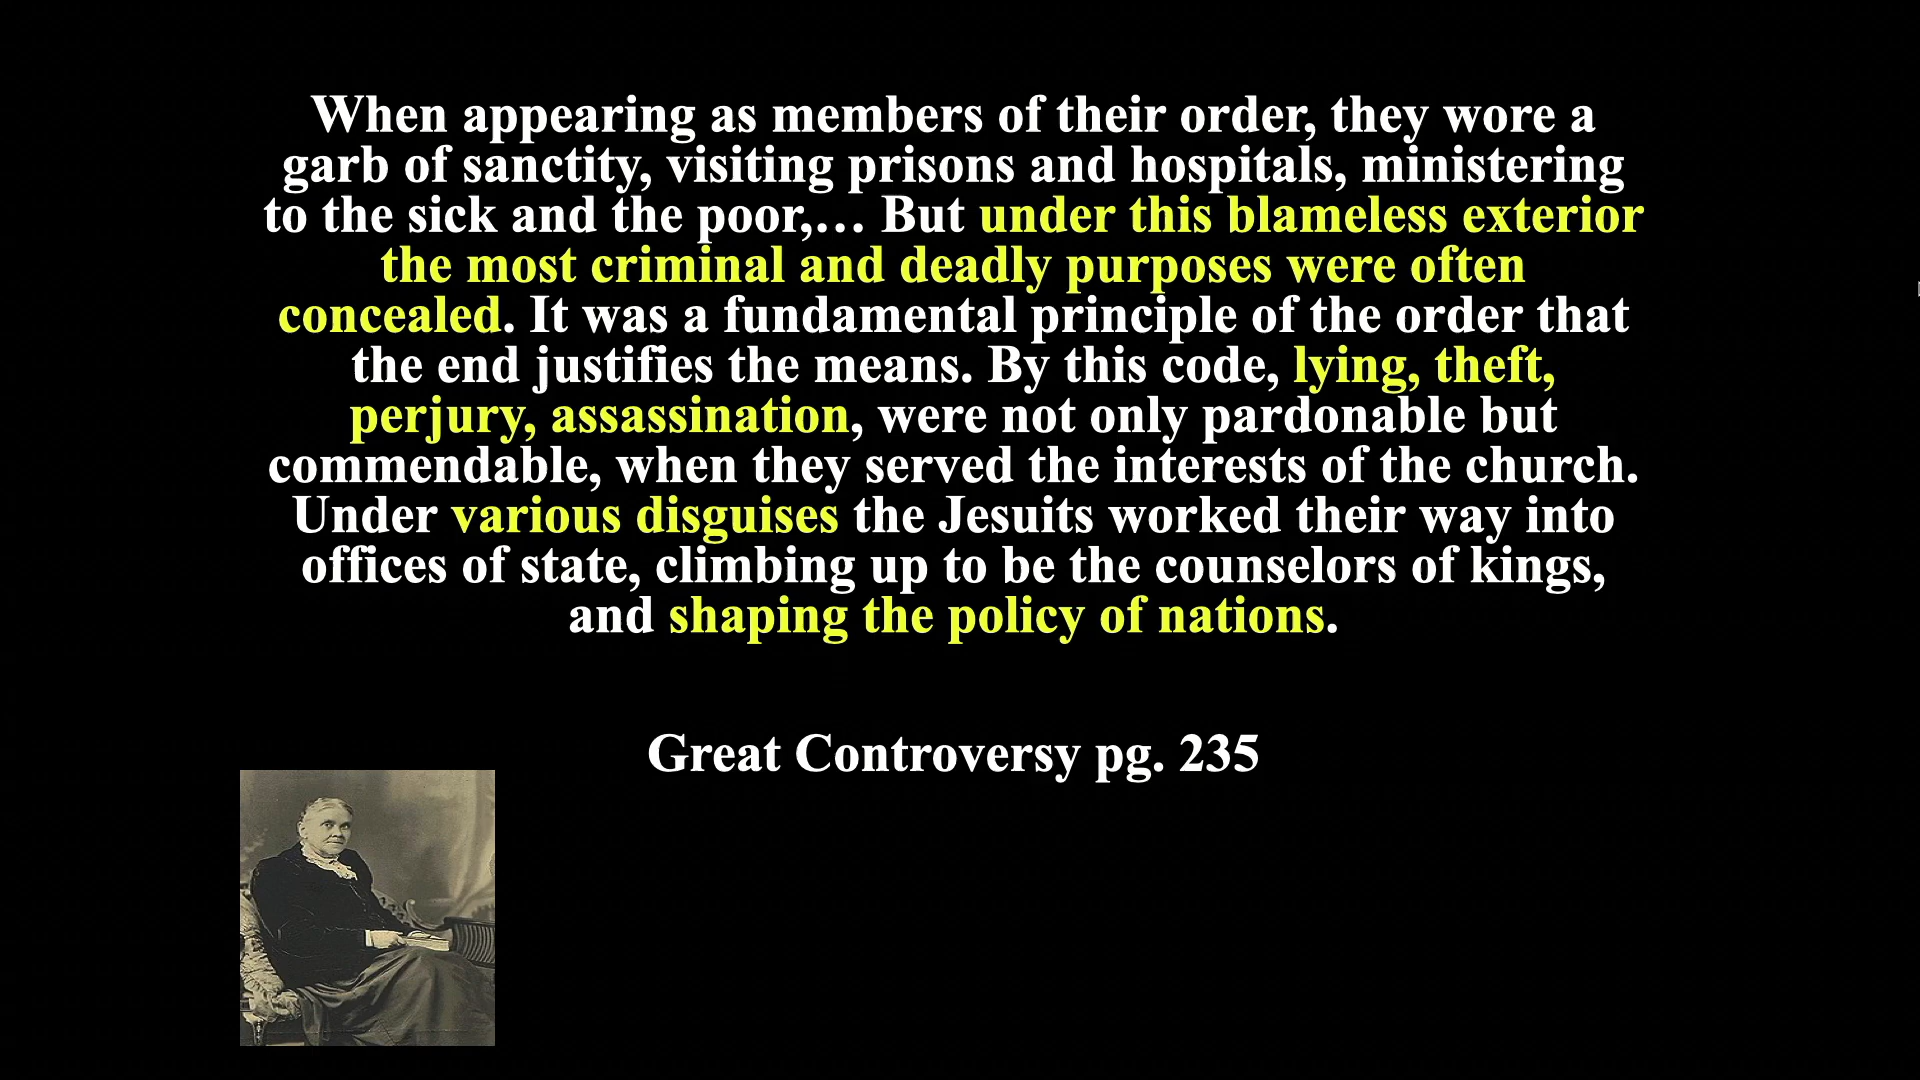 When appearing as members of their order, they wore a
garb of sanctity, visiting prisons and hospitals, ministering
to the sick and the poor,… But under this blameless exterior
the most criminal and deadly purposes were often
concealed. It was a fundamental principle of the order that
the end justifies the means. By this code, lying, theft,
perjury, assassination, were not only pardonable but
commendable, when they served the interests of the church.
Under various disguises the Jesuits worked their way into
offices of state, climbing up to be the counselors of kings,
and shaping the policy of nations.
Great Controversy pg. 235